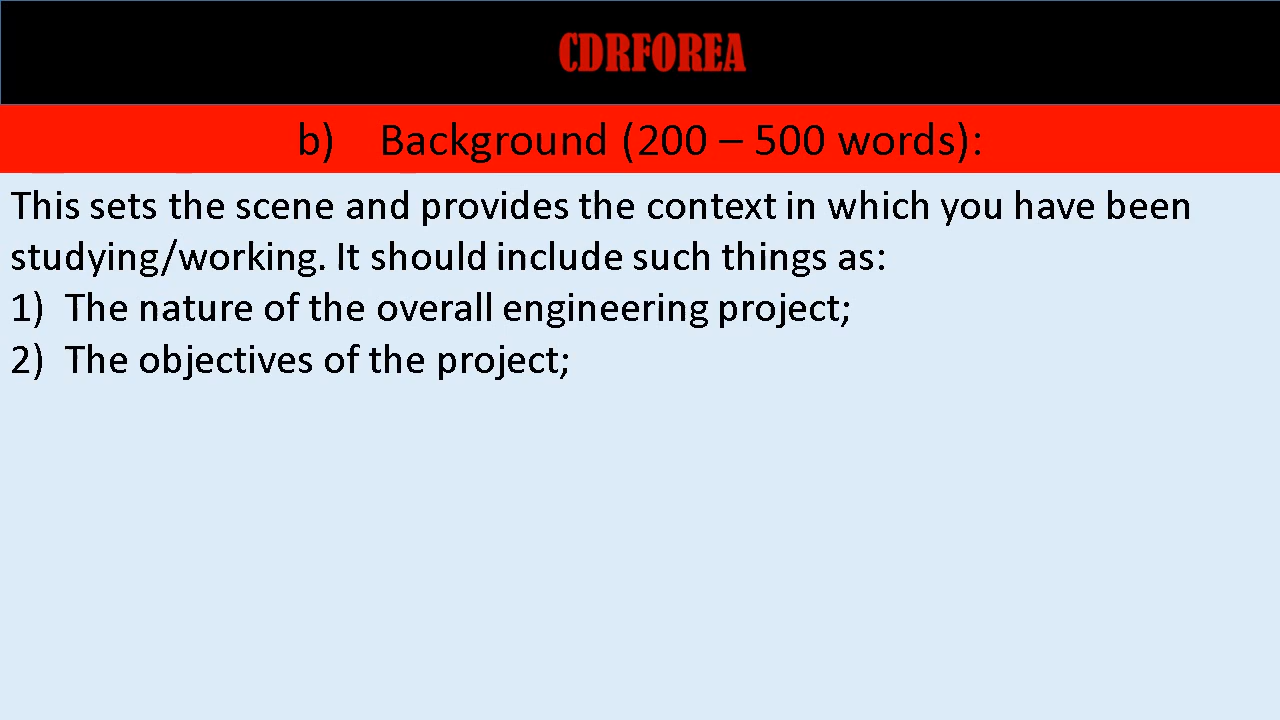 CDRFOREA
b) Background (200 – 500 words):
This sets the scene and provides the context in which you have been
studying/working. It should include such things as:
1) The nature of the overall engineering project;
2) The objectives of the project;